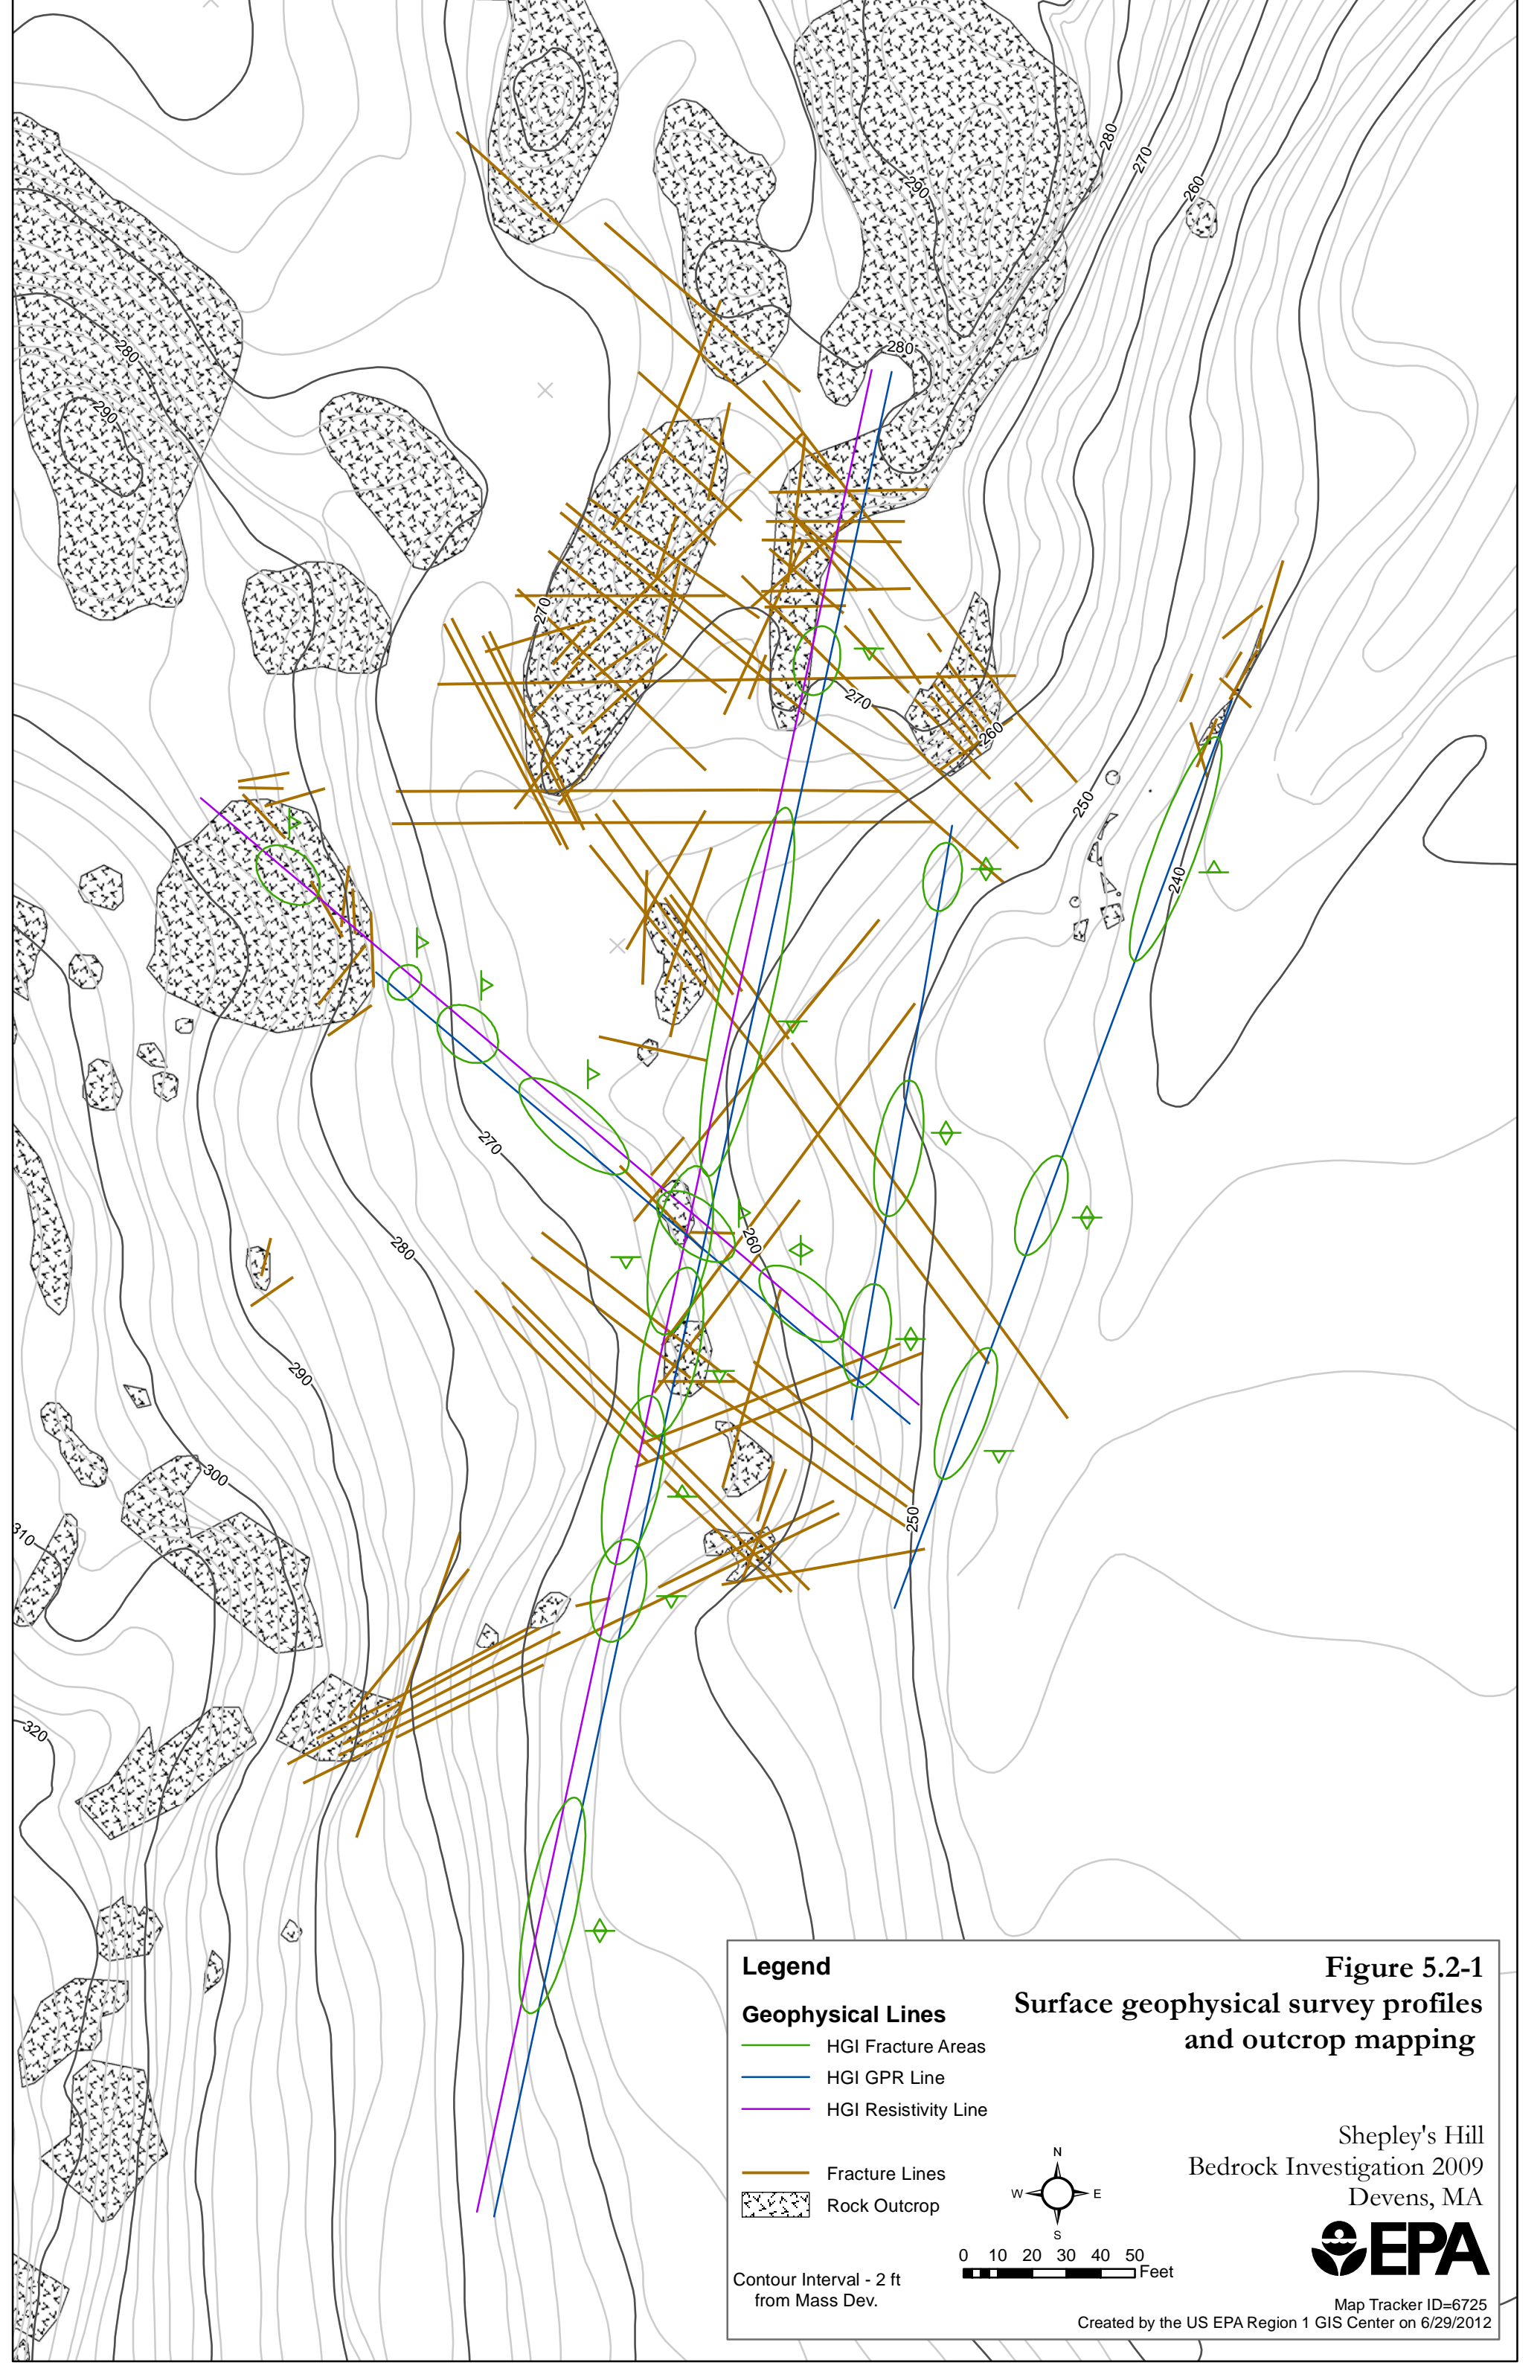 280
270
260
290
280
280
290
270
270
260
250
240
270
260
280
290
300
250
310
320
Legend
Geophysical Lines
HGI Fracture Areas
HGI GPR Line
HGI Resistivity Line
Fracture Lines
Rock Outcrop
Contour Interval - 2 ft
from Mass Dev.
N
W E
S
0 10 20 30 40 50
Feet
Figure 5.2-1
Surface geophysical survey profiles
and outcrop mapping
Shepley's Hill
Bedrock Investigation 2009
Devens, MA
EPA
Map Tracker ID=6725
Created by the US EPA Region 1 GIS Center on 6/29/2012